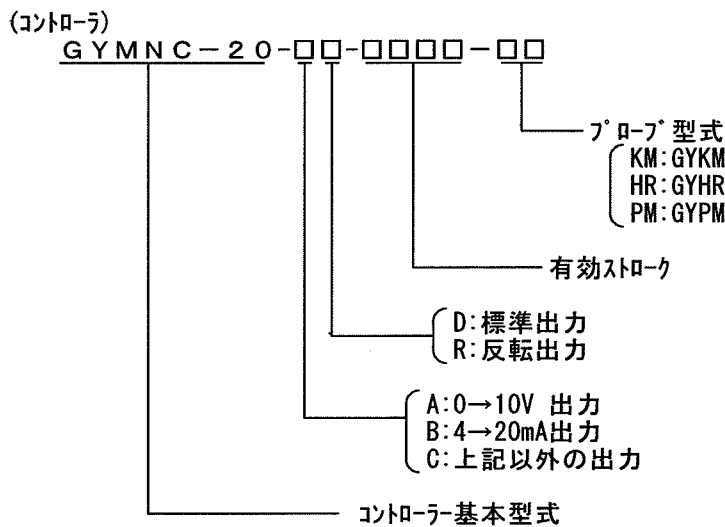 (コントローラ)
GYMNC-20-□□-□□□□-□□
プローブ型式
KM:GYKM
HR:GYHR
PM:GYPM
有効ストローク
D:標準出力
R:反転出力
A:0→10V 出力
B:4→20mA出力
C:上記以外の出力
コントローラー基本型式